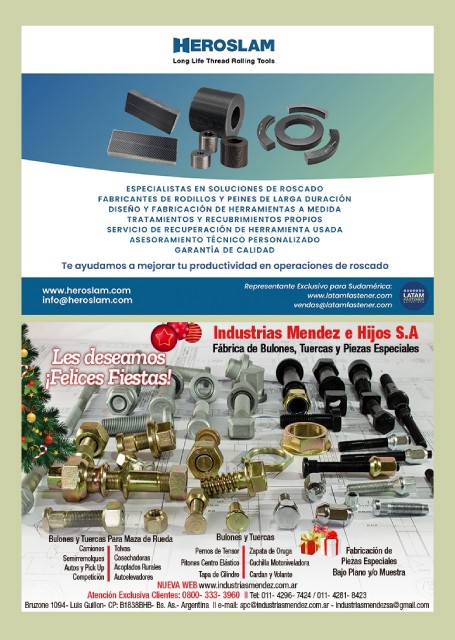 HEROSLAM
Long Life Thread Rolling Tools
ESPECIALISTAS EN SOLUCIONES DE ROSCADO
FABRICANTES DE RODILLOS Y PEINES DE LARGA DURACIÓN
DISEÑO Y FABRICACIÓN DE HERRAMIENTAS A MEDIDA
TRATAMIENTOS Y RECUBRIMIENTOS PROPIOS
SERVICIO DE RECUPERACIÓN DE HERRAMIENTA USADA
ASESORAMIENTO TÉCNICO PERSONALIZADO
GARANTÍA DE CALIDAD
Te ayudamos a mejorar tu productividad en operaciones de roscado
www.heroslam.com
info@heroslam.com
Representante Exclusivo para Sudamérica:
www.latamfastener.com
vendas@latamfastener.com
LATAM
FASTENER
Industrias Mendez e Hijos S.A
Fábrica de Bulones, Tuercas y Piezas Especiales
Les deseamos
¡Felices Fiestas!
Bulones y Tuercas Para Maza de Rueda
Camiones
Semirremolques
Autos y Pick Up
Competición
Tolvas
Cosechadoras
Acoplados Rurales
Autoelevadores
Bulones y Tuercas
Pernos de Tensor
Pitones Centro Elástico
Tapa de Cilindro
Zapata de Oruga
Cuchilla Motoniveladora
Cardan y Volante
Fabricación de
Piezas Especiales
Bajo Plano y/o Muestra
NUEVA WEB www.industriasmendez.com.ar
Atención Exclusiva Clientes: 0800- 333- 3960 || Tel: 011- 4296- 7424 / 011- 4281- 8423
Bruzone 1094- Luis Guillon- CP: B1838BHB- Bs. As.- Argentina || e-mail: spc@industriasmendez.com.ar - industriasmendezsa@gmail.com